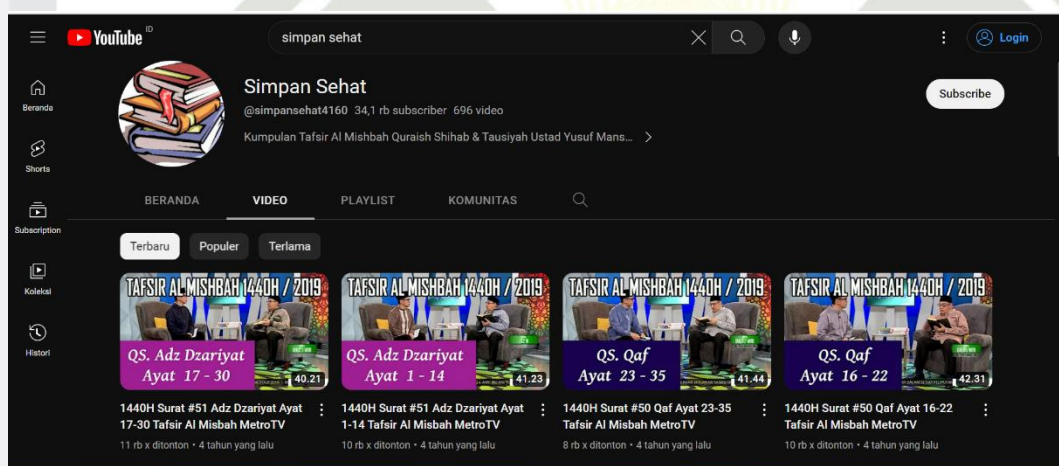 YouTube ID
simpan sehat
Login
Beranda
Shorts
Subscription
Koleksi
Histori
Simpan Sehat
@simpansehat4160 34,1 rb subscriber 696 video
Kumpulan Tafsir Al Mishbah Quraish Shihab & Tausiyah Ustad Yusuf Mans...
Subscribe
BERANDA VIDEO PLAYLIST KOMUNITAS
Terbaru Populer Terlama
TAFSIR AL MISHBAH 1440H / 2019
QS. Adz Dzariyat
Ayat 17 - 30
40.21
1440H Surat #51 Adz Dzariyat Ayat
17-30 Tafsir Al Misbah MetroTV
11 rb x ditonton • 4 tahun yang lalu
TAFSIR AL MISHBAH 1440H / 2019
QS. Adz Dzariyat
Ayat 1 - 14
41.23
1440H Surat #51 Adz Dzariyat Ayat
1-14 Tafsir Al Misbah MetroTV
10 rb x ditonton • 4 tahun yang lalu
TAFSIR AL MISHBAH 1440H / 2019
QS. Qaf
Ayat 23 - 35
41.44
1440H Surat #50 Qaf Ayat 23-35
Tafsir Al Misbah MetroTV
8 rb x ditonton • 4 tahun yang lalu
TAFSIR AL MISHBAH 1440H / 2019
QS. Qaf
Ayat 16 - 22
42.31
1440H Surat #50 Qaf Ayat 16-22
Tafsir Al Misbah MetroTV
10 rb x ditonton • 4 tahun yang lalu